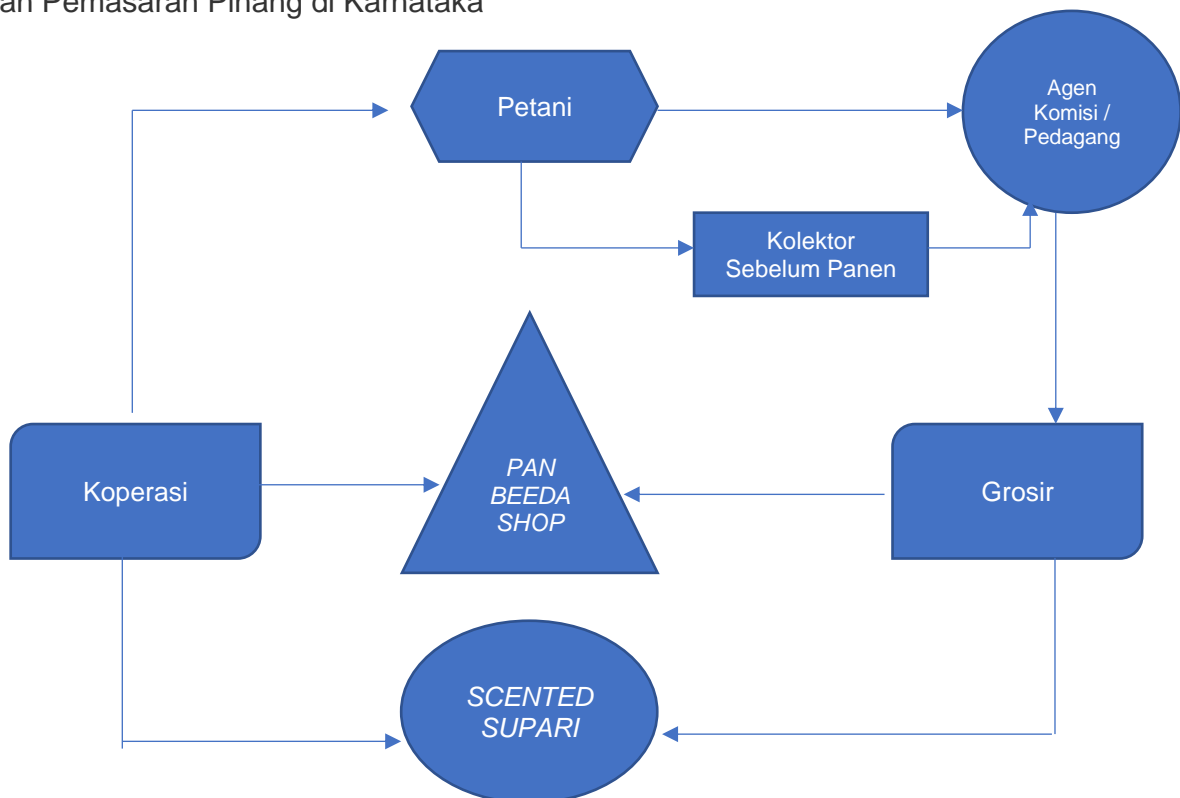 an Pemasaran Pinang di Karnataka
Petani
Agen
Komisi /
Pedagang
Kolektor
Sebelum Panen
Koperasi
PAN
BEEDA
SHOP
Grosir
SCENTED
SUPARI